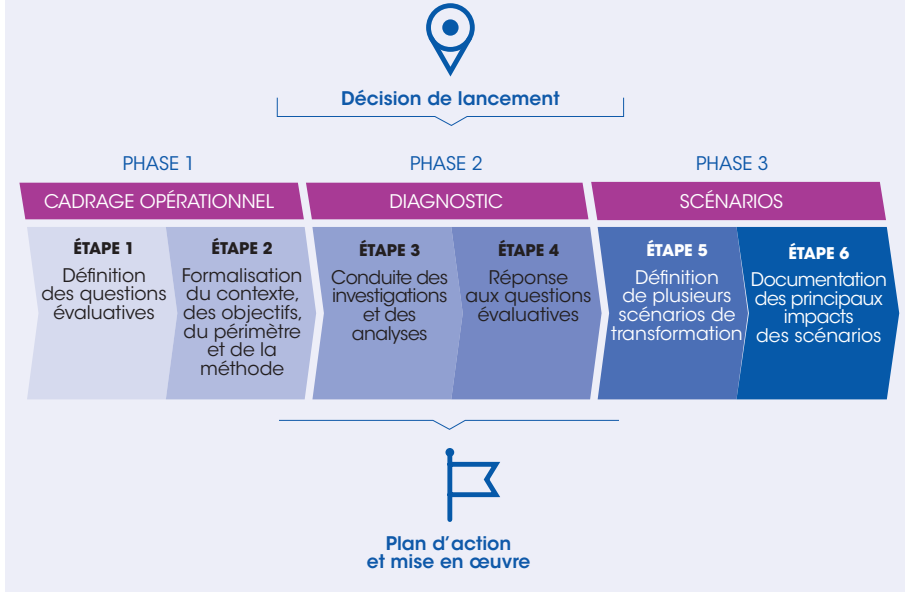 Décision de lancement
PHASE 1
PHASE 2
PHASE 3
CADRAGE OPÉRATIONNEL
DIAGNOSTIC
SCÉNARIOS
ÉTAPE 1
Définition
des questions
évaluatives
ÉTAPE 2
Formalisation
du contexte,
des objectifs,
du périmètre
et de la
méthode
ÉTAPE 3
Conduite des
investigations
et des
analyses
ÉTAPE 4
Réponse
aux questions
évaluatives
ÉTAPE 5
Définition
de plusieurs
scénarios de
transformation
ÉTAPE 6
Documentation
des principaux
impacts
des scénarios
Plan d’action
et mise en œuvre